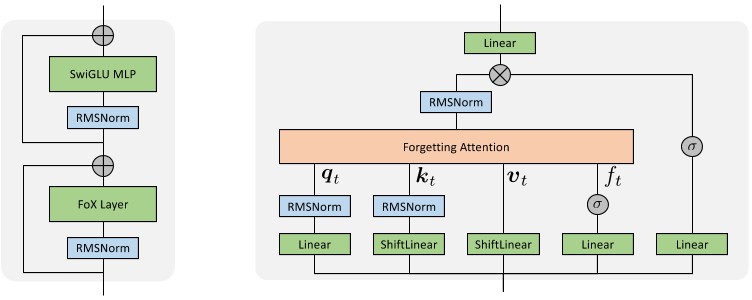 SwiGLU MLP
RMSNorm
FoX Layer
RMSNorm
Linear
RMSNorm
Forgetting Attention
σ
q_t
k_t
v_t
f_t
RMSNorm
RMSNorm
σ
Linear
ShiftLinear
ShiftLinear
Linear
Linear